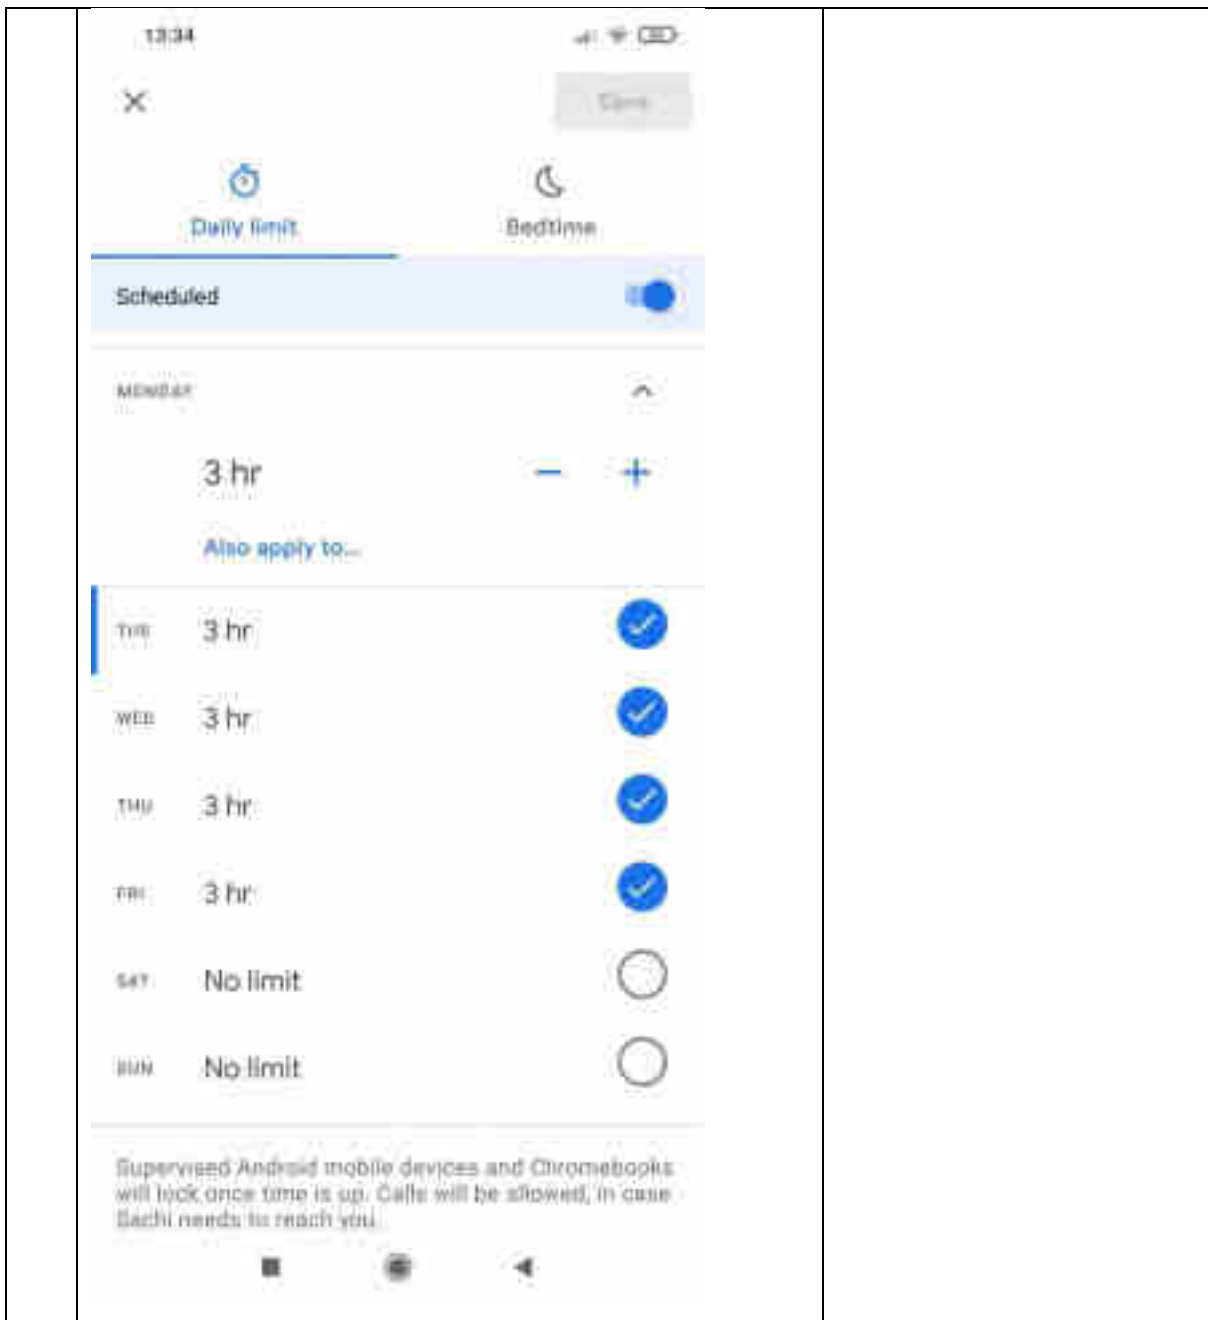 13:34
Save
Daily limit
Bedtime
Scheduled
MONDAY
3 hr
Also apply to...
TUE 3 hr
WED 3 hr
THU 3 hr
FRI 3 hr
SAT No limit
SUN No limit
Supervised Android mobile devices and Chromebooks
will lock once time is up. Calls will be allowed, in case
Sachi needs to reach you.